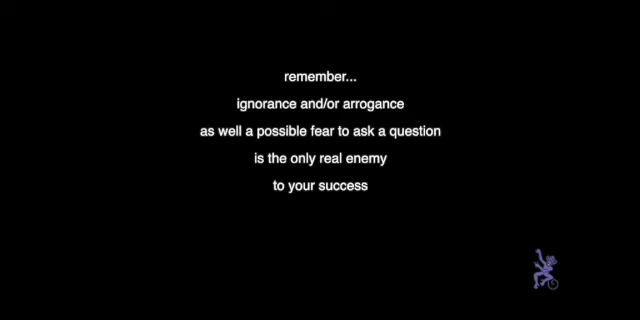 remember...
ignorance and/or arrogance
as well a possible fear to ask a question
is the only real enemy
to your success